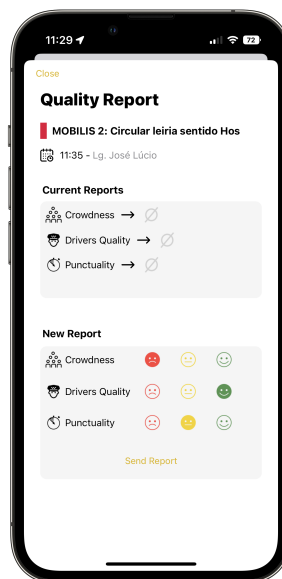 11:29
72
Close
Quality Report
MOBILIS 2: Circular leiria sentido Hos
11:35 - Lg. José Lúcio
Current Reports
Crowdness → Ø
Drivers Quality → Ø
Punctuality → Ø
New Report
Crowdness
Drivers Quality
Punctuality
Send Report